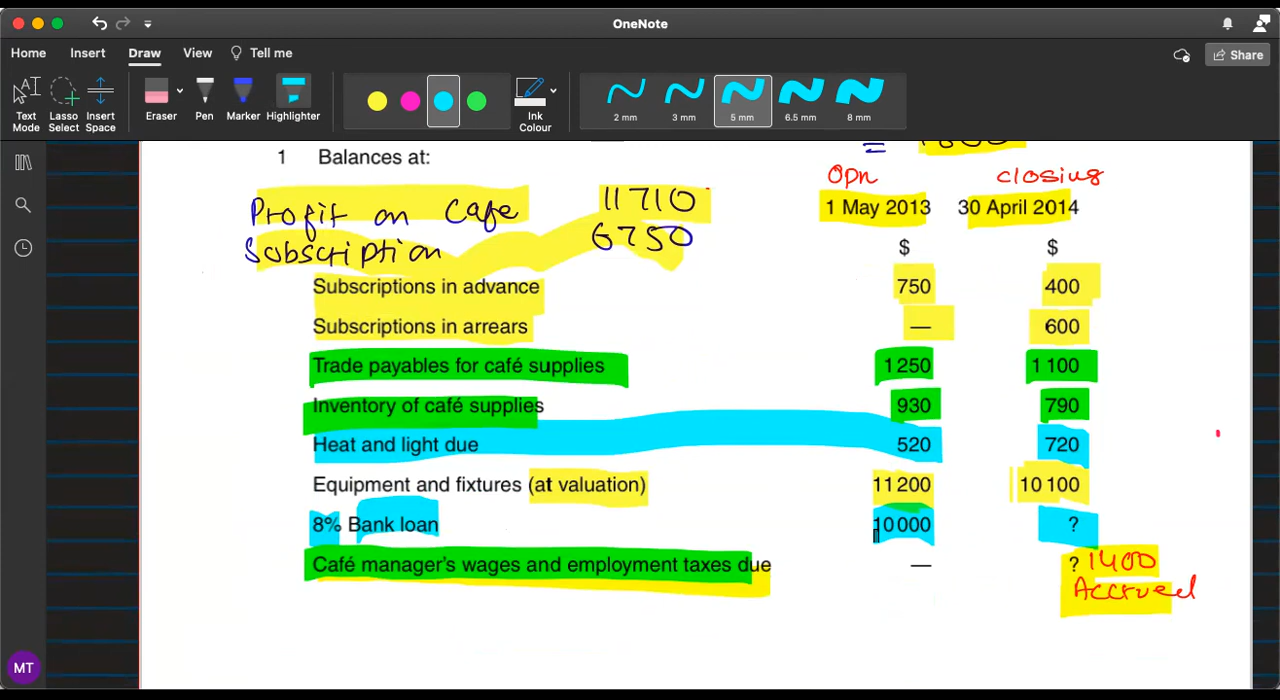 OneNote
Home Insert Draw View Tell me
Share
Text Mode
Lasso Select
Insert Space
Eraser
Pen
Marker
Highlighter
Ink Colour
2 mm
3 mm
5 mm
6.5 mm
8 mm
1 Balances at:
Opn closing
1 May 2013 30 April 2014
Profit on Cafe 11710
Subscription 6750
$ $
Subscriptions in advance 750 400
Subscriptions in arrears — 600
Trade payables for café supplies 1 250 1 100
Inventory of café supplies 930 790
Heat and light due 520 720
Equipment and fixtures (at valuation) 11 200 10 100
8% Bank loan 10 000 ?
Café manager's wages and employment taxes due — ? 1400
Accrued
MT